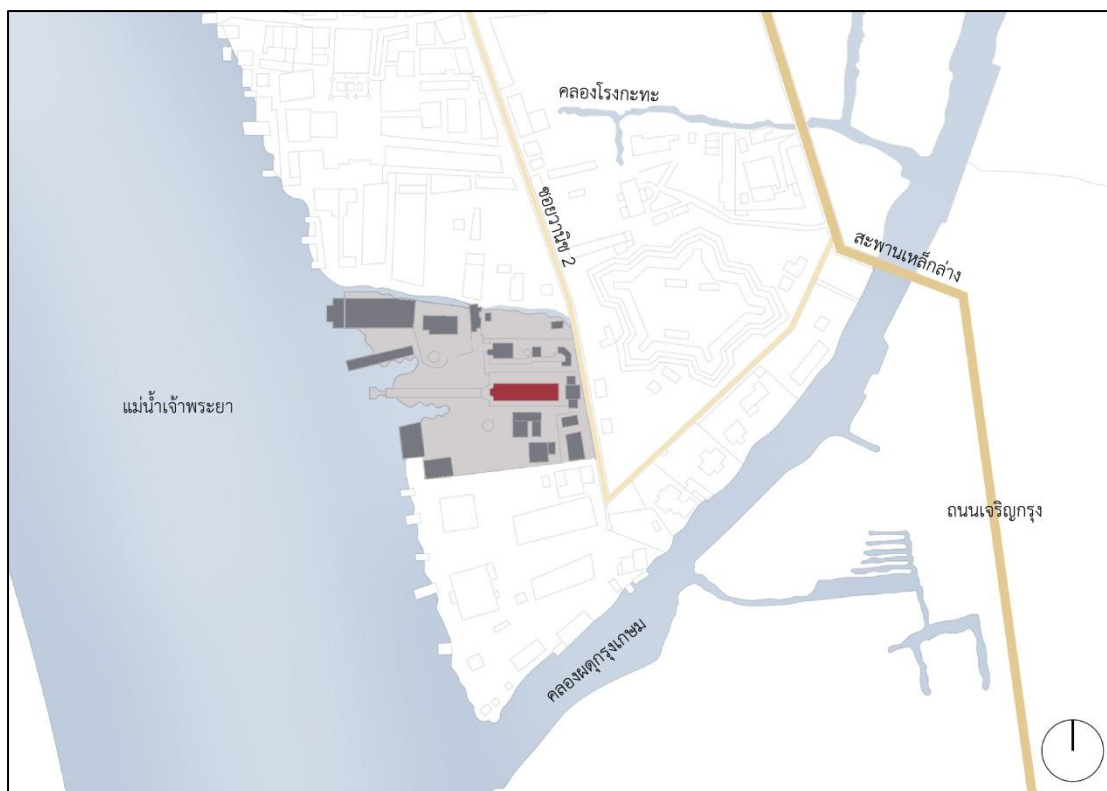 คลองโรงกะทะ
ซอยวานิช 2
สะพานเหล็กล่าง
แม่น้ำเจ้าพระยา
ถนนเจริญกรุง
คลองผดุกรุงเกษม